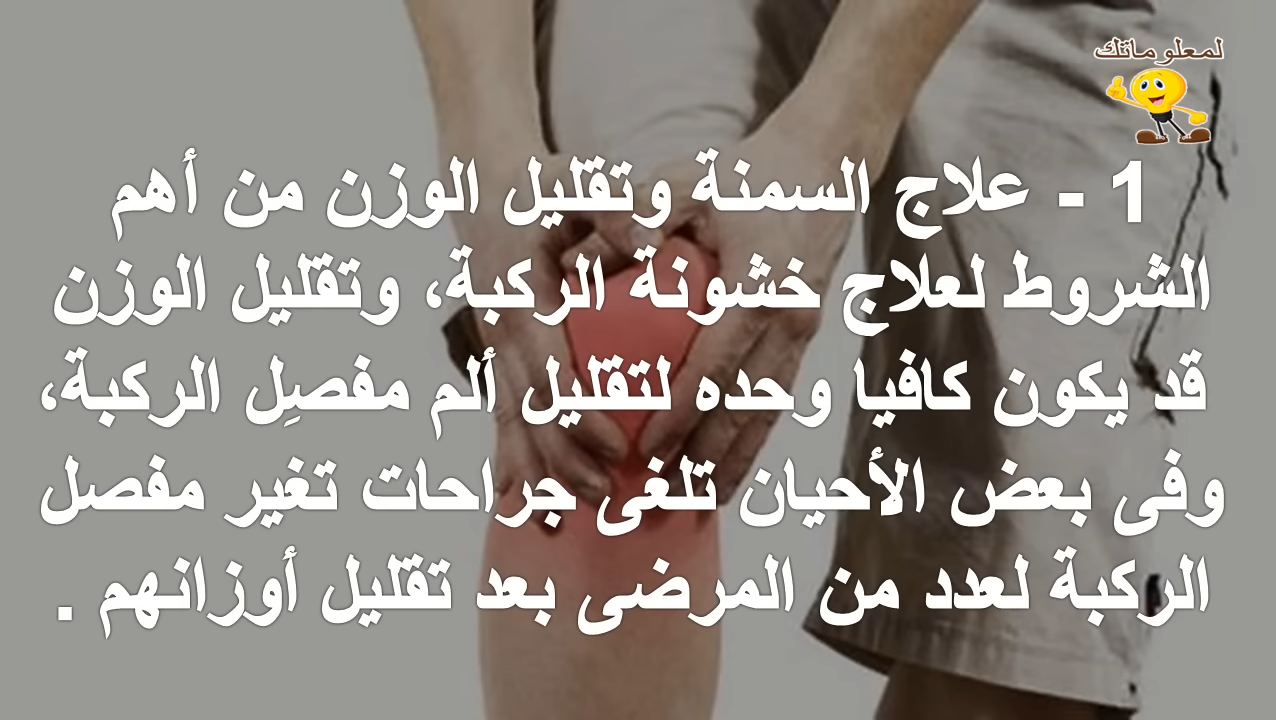 لمعلوماتك
1 - علاج السمنة وتقليل الوزن من أهم
الشروط لعلاج خشونة الركبة، وتقليل الوزن
قد يكون كافيا وحده لتقليل ألم مفصِل الركبة،
وفى بعض الأحيان تلغى جراحات تغير مفصل
الركبة لعدد من المرضى بعد تقليل أوزانهم .